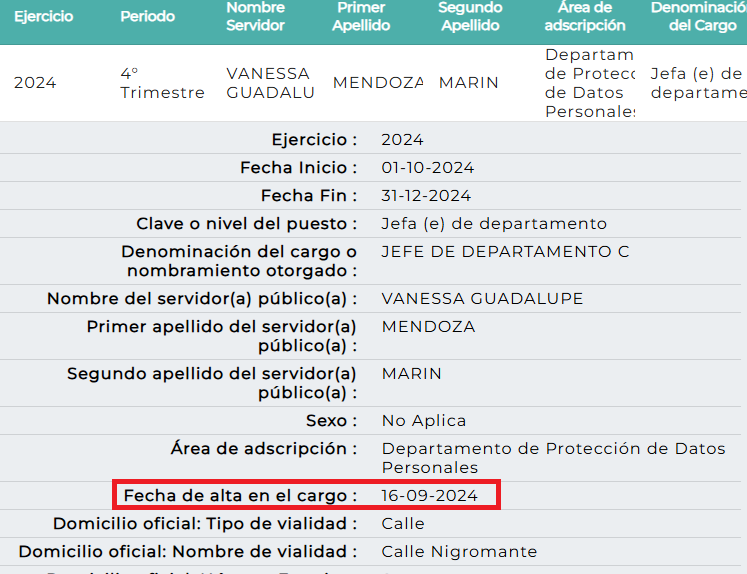 Ejercicio Periodo Nombre Servidor Primer Apellido Segundo Apellido Área de adscripción Denominación del Cargo
2024 4° Trimestre VANESSA GUADALU MENDOZA MARIN Departam de Protecc de Datos Personales Jefa (e) de departame
Ejercicio : 2024
Fecha Inicio : 01-10-2024
Fecha Fin : 31-12-2024
Clave o nivel del puesto : Jefa (e) de departamento
Denominación del cargo o nombramiento otorgado : JEFE DE DEPARTAMENTO C
Nombre del servidor(a) público(a) : VANESSA GUADALUPE
Primer apellido del servidor(a) público(a) : MENDOZA
Segundo apellido del servidor(a) público(a) : MARIN
Sexo : No Aplica
Área de adscripción : Departamento de Protección de Datos Personales
Fecha de alta en el cargo : 16-09-2024
Domicilio oficial: Tipo de vialidad : Calle
Domicilio oficial: Nombre de vialidad : Calle Nigromante